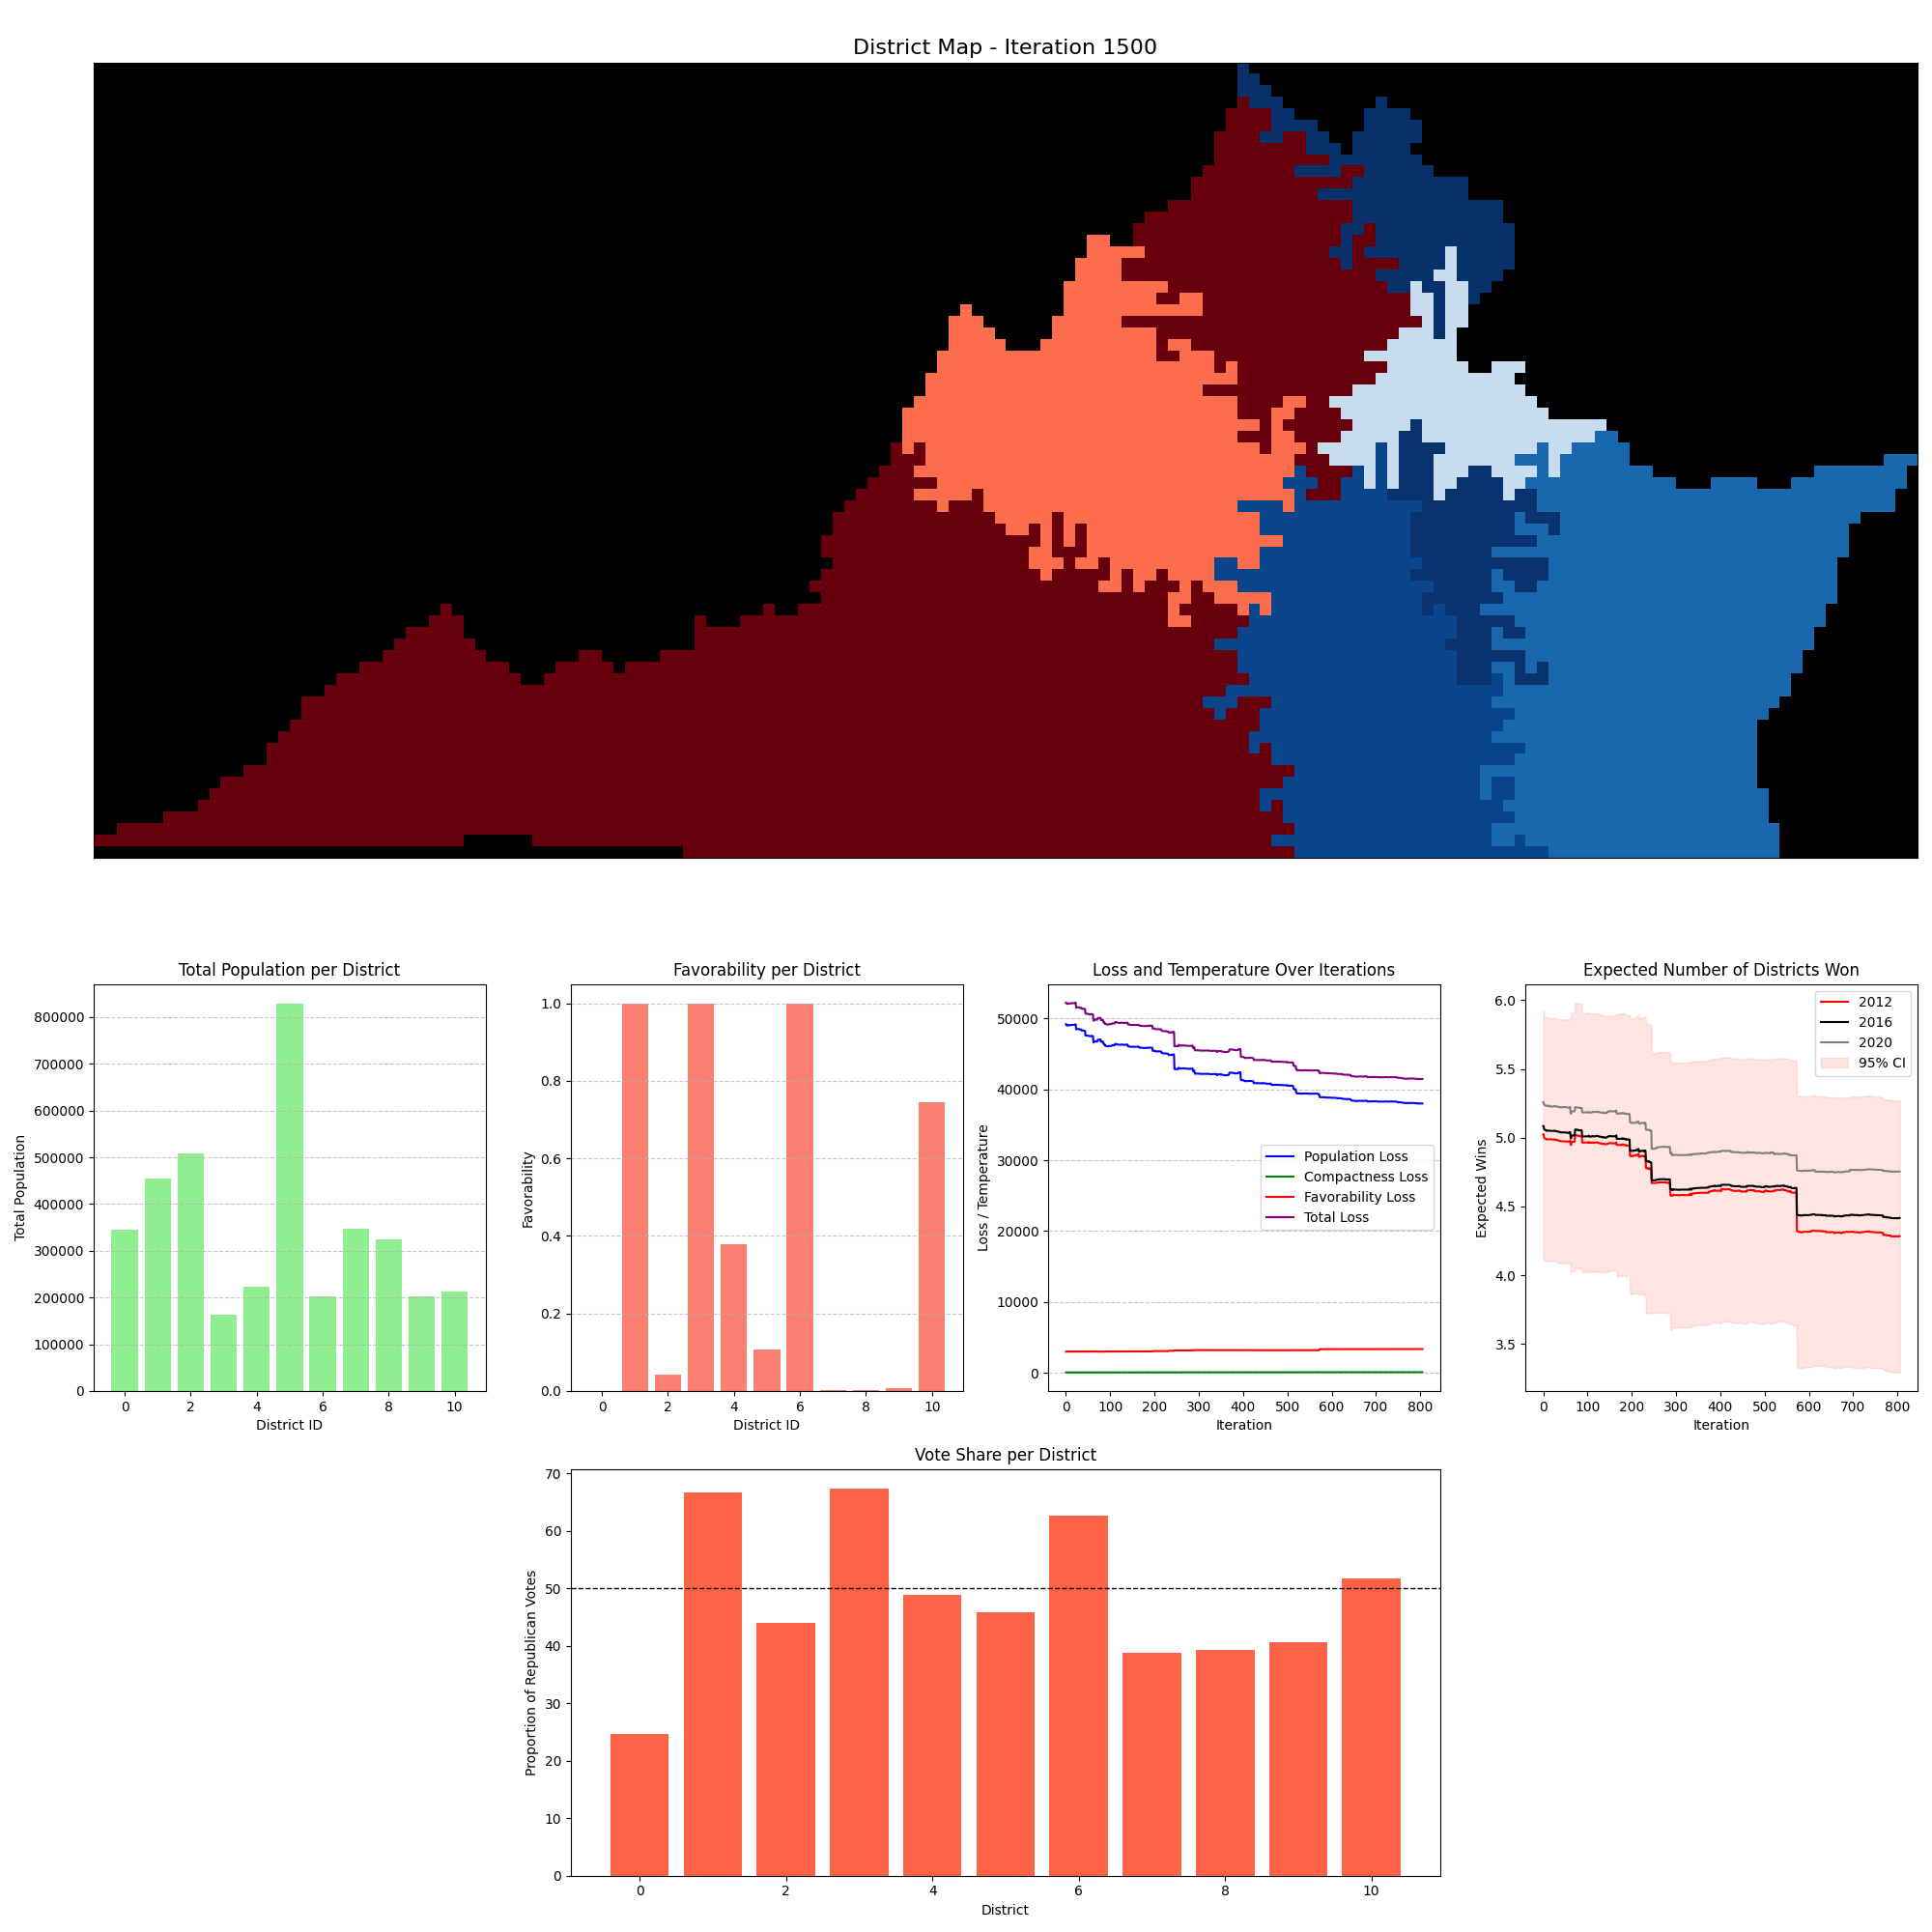 District Map - Iteration 1500
Total Population per District
Total Population
800000
700000
600000
500000
400000
300000
200000
100000
0
0 2 4 6 8 10
District ID
Favorability per District
Favorability
1.0
0.8
0.6
0.4
0.2
0.0
0 2 4 6 8 10
District ID
Loss and Temperature Over Iterations
Loss / Temperature
50000
40000
30000
20000
10000
0
Population Loss
Compactness Loss
Favorability Loss
Total Loss
0 100 200 300 400 500 600 700 800
Iteration
Expected Number of Districts Won
Expected Wins
6.0
5.5
5.0
4.5
4.0
3.5
2012
2016
2020
95% CI
0 100 200 300 400 500 600 700 800
Iteration
Vote Share per District
Proportion of Republican Votes
70
60
50
40
30
20
10
0
0 2 4 6 8 10
District